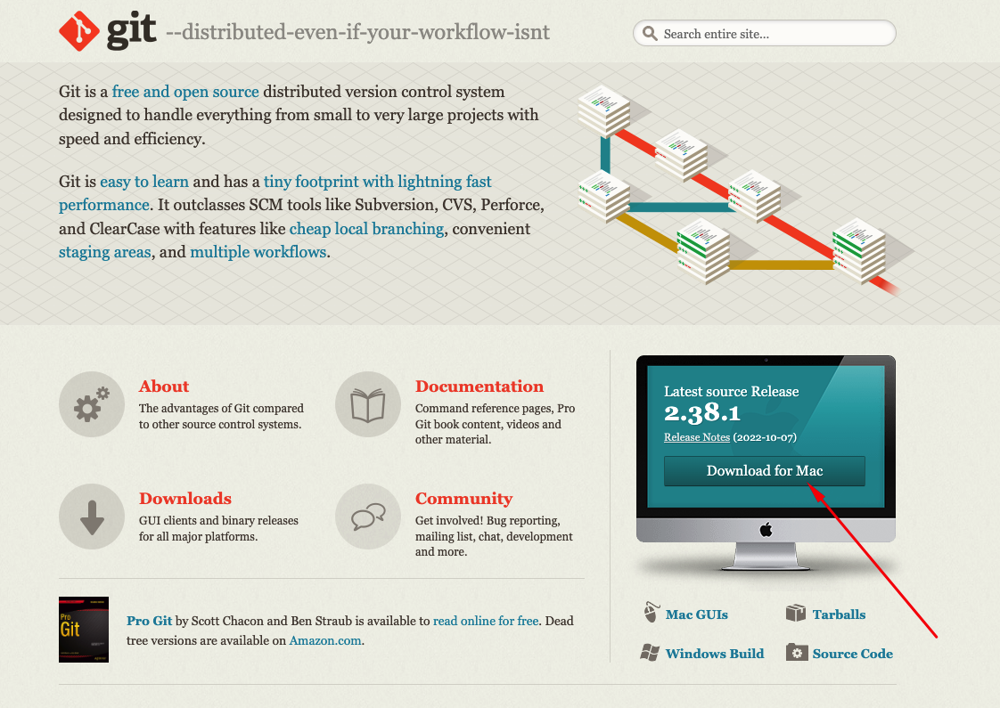 git --distributed-even-if-your-workflow-isnt
Search entire site...
Git is a free and open source distributed version control system
designed to handle everything from small to very large projects with
speed and efficiency.
Git is easy to learn and has a tiny footprint with lightning fast
performance. It outclasses SCM tools like Subversion, CVS, Perforce,
and ClearCase with features like cheap local branching, convenient
staging areas, and multiple workflows.
About
The advantages of Git compared
to other source control systems.
Documentation
Command reference pages, Pro
Git book content, videos and
other material.
Downloads
GUI clients and binary releases
for all major platforms.
Community
Get involved! Bug reporting,
mailing list, chat, development
and more.
Pro
Git
Pro Git by Scott Chacon and Ben Straub is available to read online for free. Dead
tree versions are available on Amazon.com.
Latest source Release
2.38.1
Release Notes (2022-10-07)
Download for Mac
Mac GUIs
Tarballs
Windows Build
Source Code